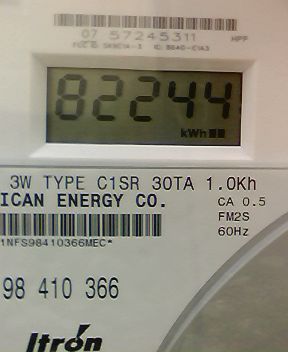 07 57245311 HPP
82244
kWh
3W TYPE C1SR 30TA 1.0Kh
ICAN ENERGY CO. CA 0.5
FM2S
60Hz
1NFS98410366MEC*
98 410 366
Itron